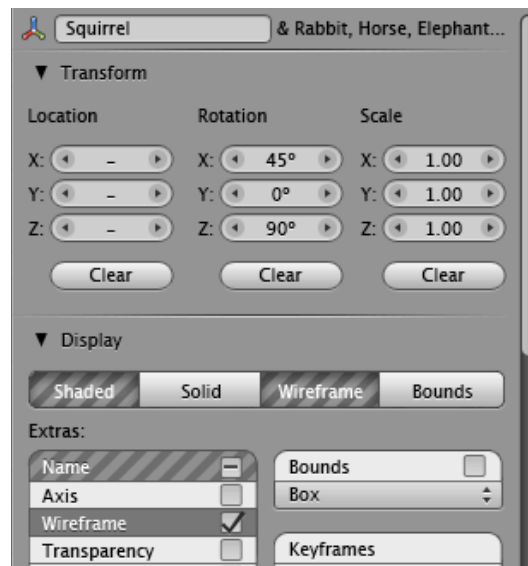 Squirrel & Rabbit, Horse, Elephant...
▼ Transform
Location Rotation Scale
X: – X: 45° X: 1.00
Y: – Y: 0° Y: 1.00
Z: – Z: 90° Z: 1.00
Clear Clear Clear
▼ Display
Shaded Solid Wireframe Bounds
Extras:
Name Bounds
Axis Box
Wireframe
Transparency Keyframes